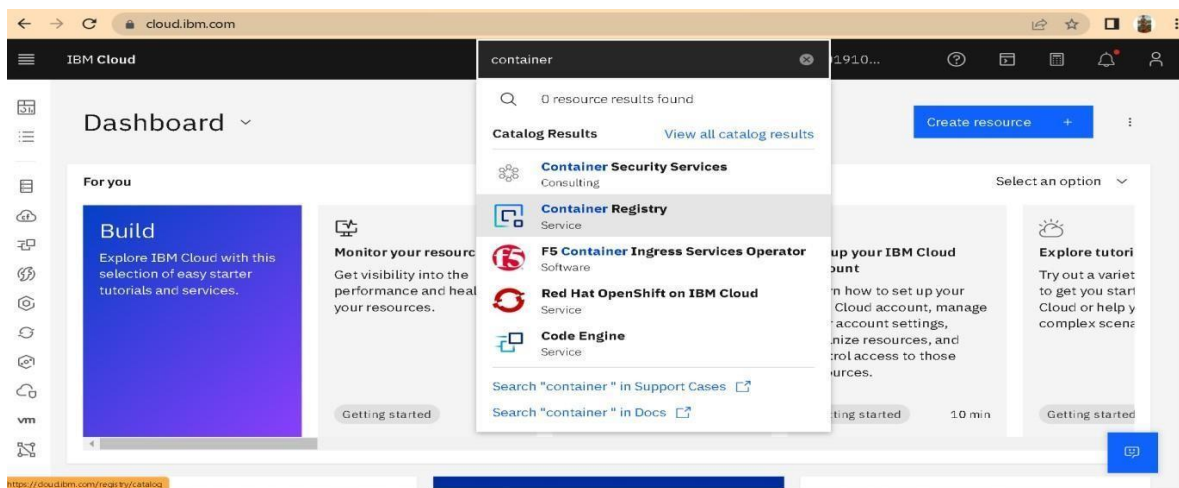 cloud.ibm.com
IBM Cloud
container
1910...
0 resource results found
Catalog Results
View all catalog results
Container Security Services
Consulting
Container Registry
Service
F5 Container Ingress Services Operator
Software
Red Hat OpenShift on IBM Cloud
Service
Code Engine
Service
Search "container " in Support Cases
Search "container " in Docs
Dashboard
Create resource +
For you
Select an option
Build
Explore IBM Cloud with this
selection of easy starter
tutorials and services.
Monitor your resourc
Get visibility into the
performance and heal
your resources.
Getting started
up your IBM Cloud
ount
n how to set up your
Cloud account, manage
account settings,
nize resources, and
rol access to those
urces.
ting started
10 min
Explore tutori
Try out a variet
to get you start
Cloud or help y
complex scena
Getting started
vm
https://cloud.ibm.com/registry/catalog